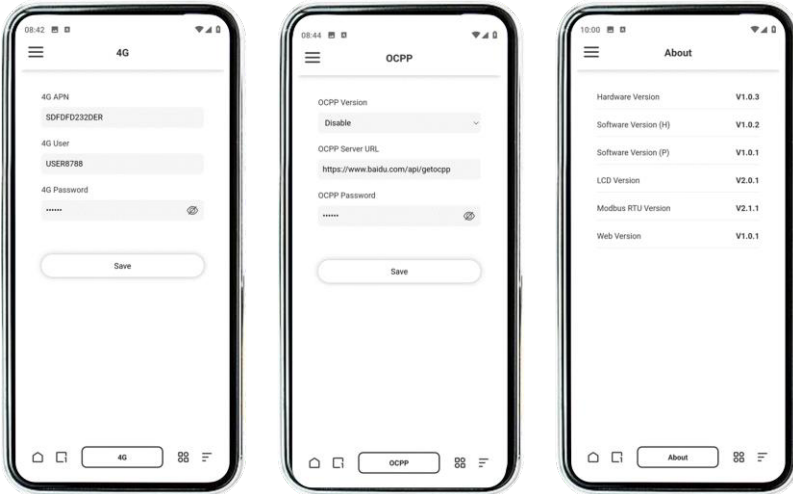 08:42
4G
4G APN
SDFDFD232DER
4G User
USER8788
4G Password
······
Save
4G
08:44
OCPP
OCPP Version
Disable
OCPP Server URL
https://www.baidu.com/api/getocpp
OCPP Password
······
Save
OCPP
10:00
About
Hardware Version V1.0.3
Software Version (H) V1.0.2
Software Version (P) V1.0.1
LCD Version V2.0.1
Modbus RTU Version V2.1.1
Web Version V1.0.1
About